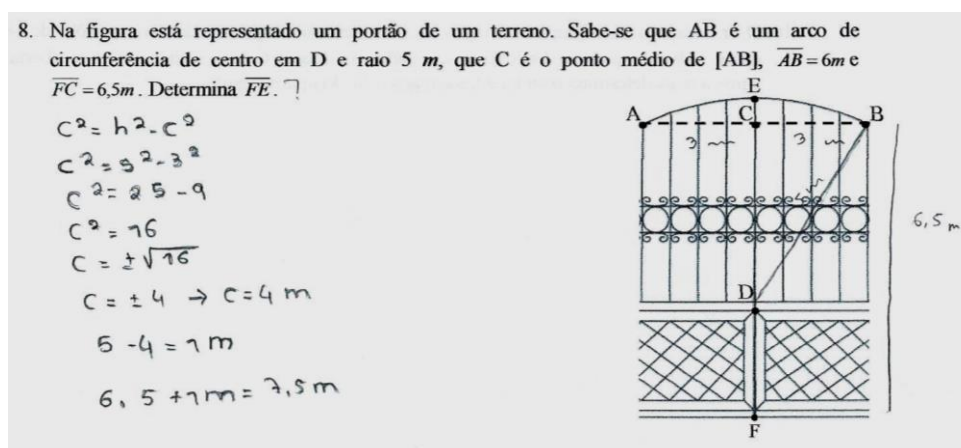 8. Na figura está representado um portão de um terreno. Sabe-se que AB é um arco de
circunferência de centro em D e raio 5 m, que C é o ponto médio de [AB], AB = 6m e
FC = 6,5m. Determina FE. ?
C² = h² - c²
C² = 5² - 3²
C² = 25 - 9
C² = 16
C = ±√16
C = ± 4 → C = 4 m
5 - 4 = 1 m
6,5 + 1 m = 7,5 m
E
A C B
3 m 3 m
5 m
6,5 m
D
F